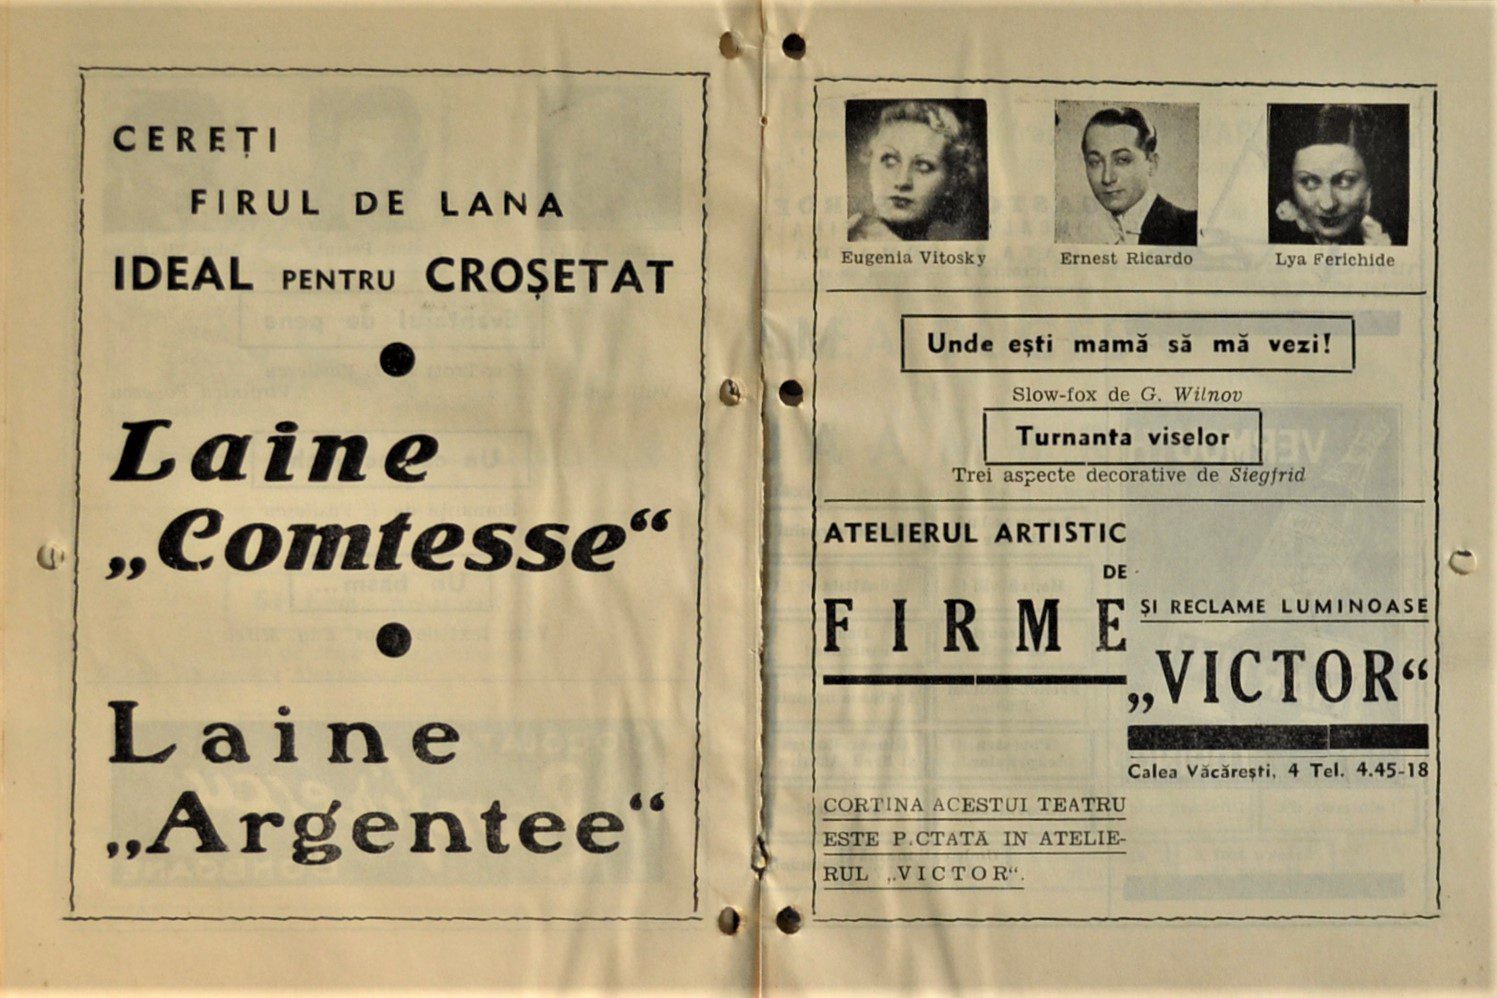 CEREȚI
FIRUL DE LANA
IDEAL PENTRU CROȘETAT
Laine
„Comtesse“
Laine
„Argentee“
Eugenia Vitosky
Ernest Ricardo
Lya Ferichide
Unde ești mamă să mă vezi!
Slow-fox de G. Wilnov
Turnanta viselor
Trei aspecte decorative de Siegfrid
ATELIERUL ARTISTIC
DE
FIRME
ȘI RECLAME LUMINOASE
„VICTOR“
Calea Văcărești, 4 Tel. 4.45-18
CORTINA ACESTUI TEATRU
ESTE P.CTATĂ IN ATELIE-
RUL „VICTOR“.